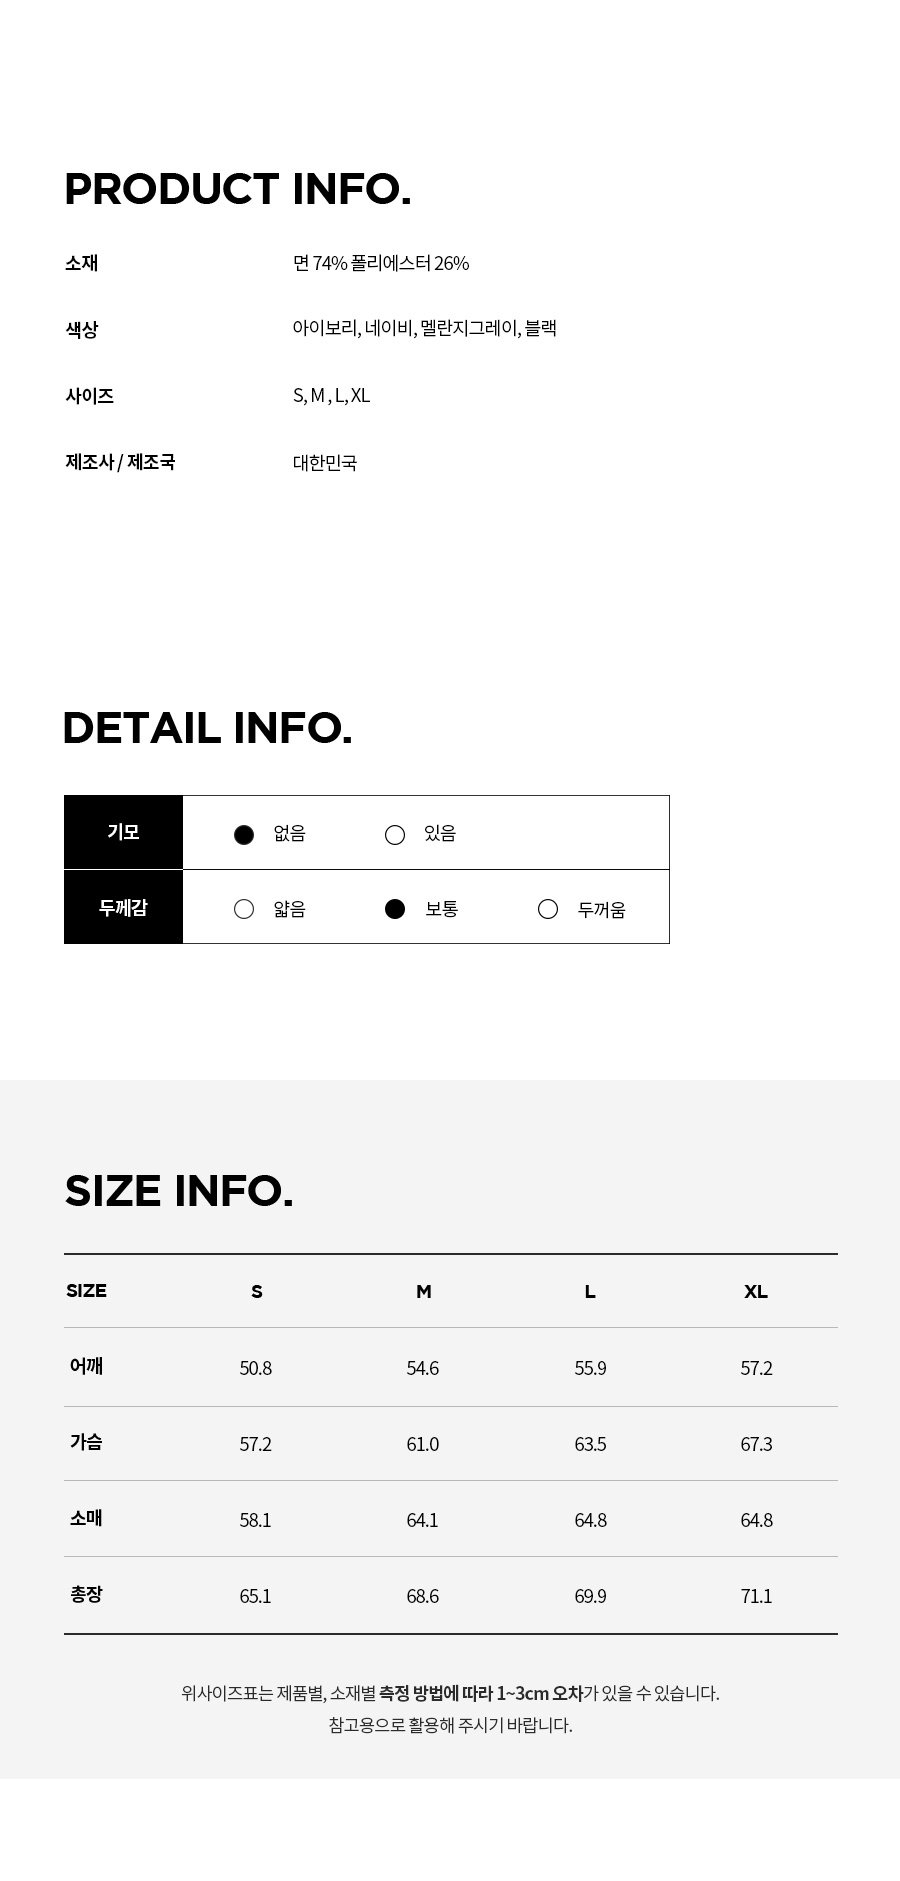 PRODUCT INFO.
소재 면 74% 폴리에스터 26%
색상 아이보리, 네이비, 멜란지그레이, 블랙
사이즈 S, M , L, XL
제조사 / 제조국 대한민국
DETAIL INFO.
기모 ● 없음 ○ 있음
두께감 ○ 얇음 ● 보통 ○ 두꺼움
SIZE INFO.
SIZE S M L XL
어깨 50.8 54.6 55.9 57.2
가슴 57.2 61.0 63.5 67.3
소매 58.1 64.1 64.8 64.8
총장 65.1 68.6 69.9 71.1
위사이즈표는 제품별, 소재별 측정 방법에 따라 1~3cm 오차가 있을 수 있습니다.
참고용으로 활용해 주시기 바랍니다.